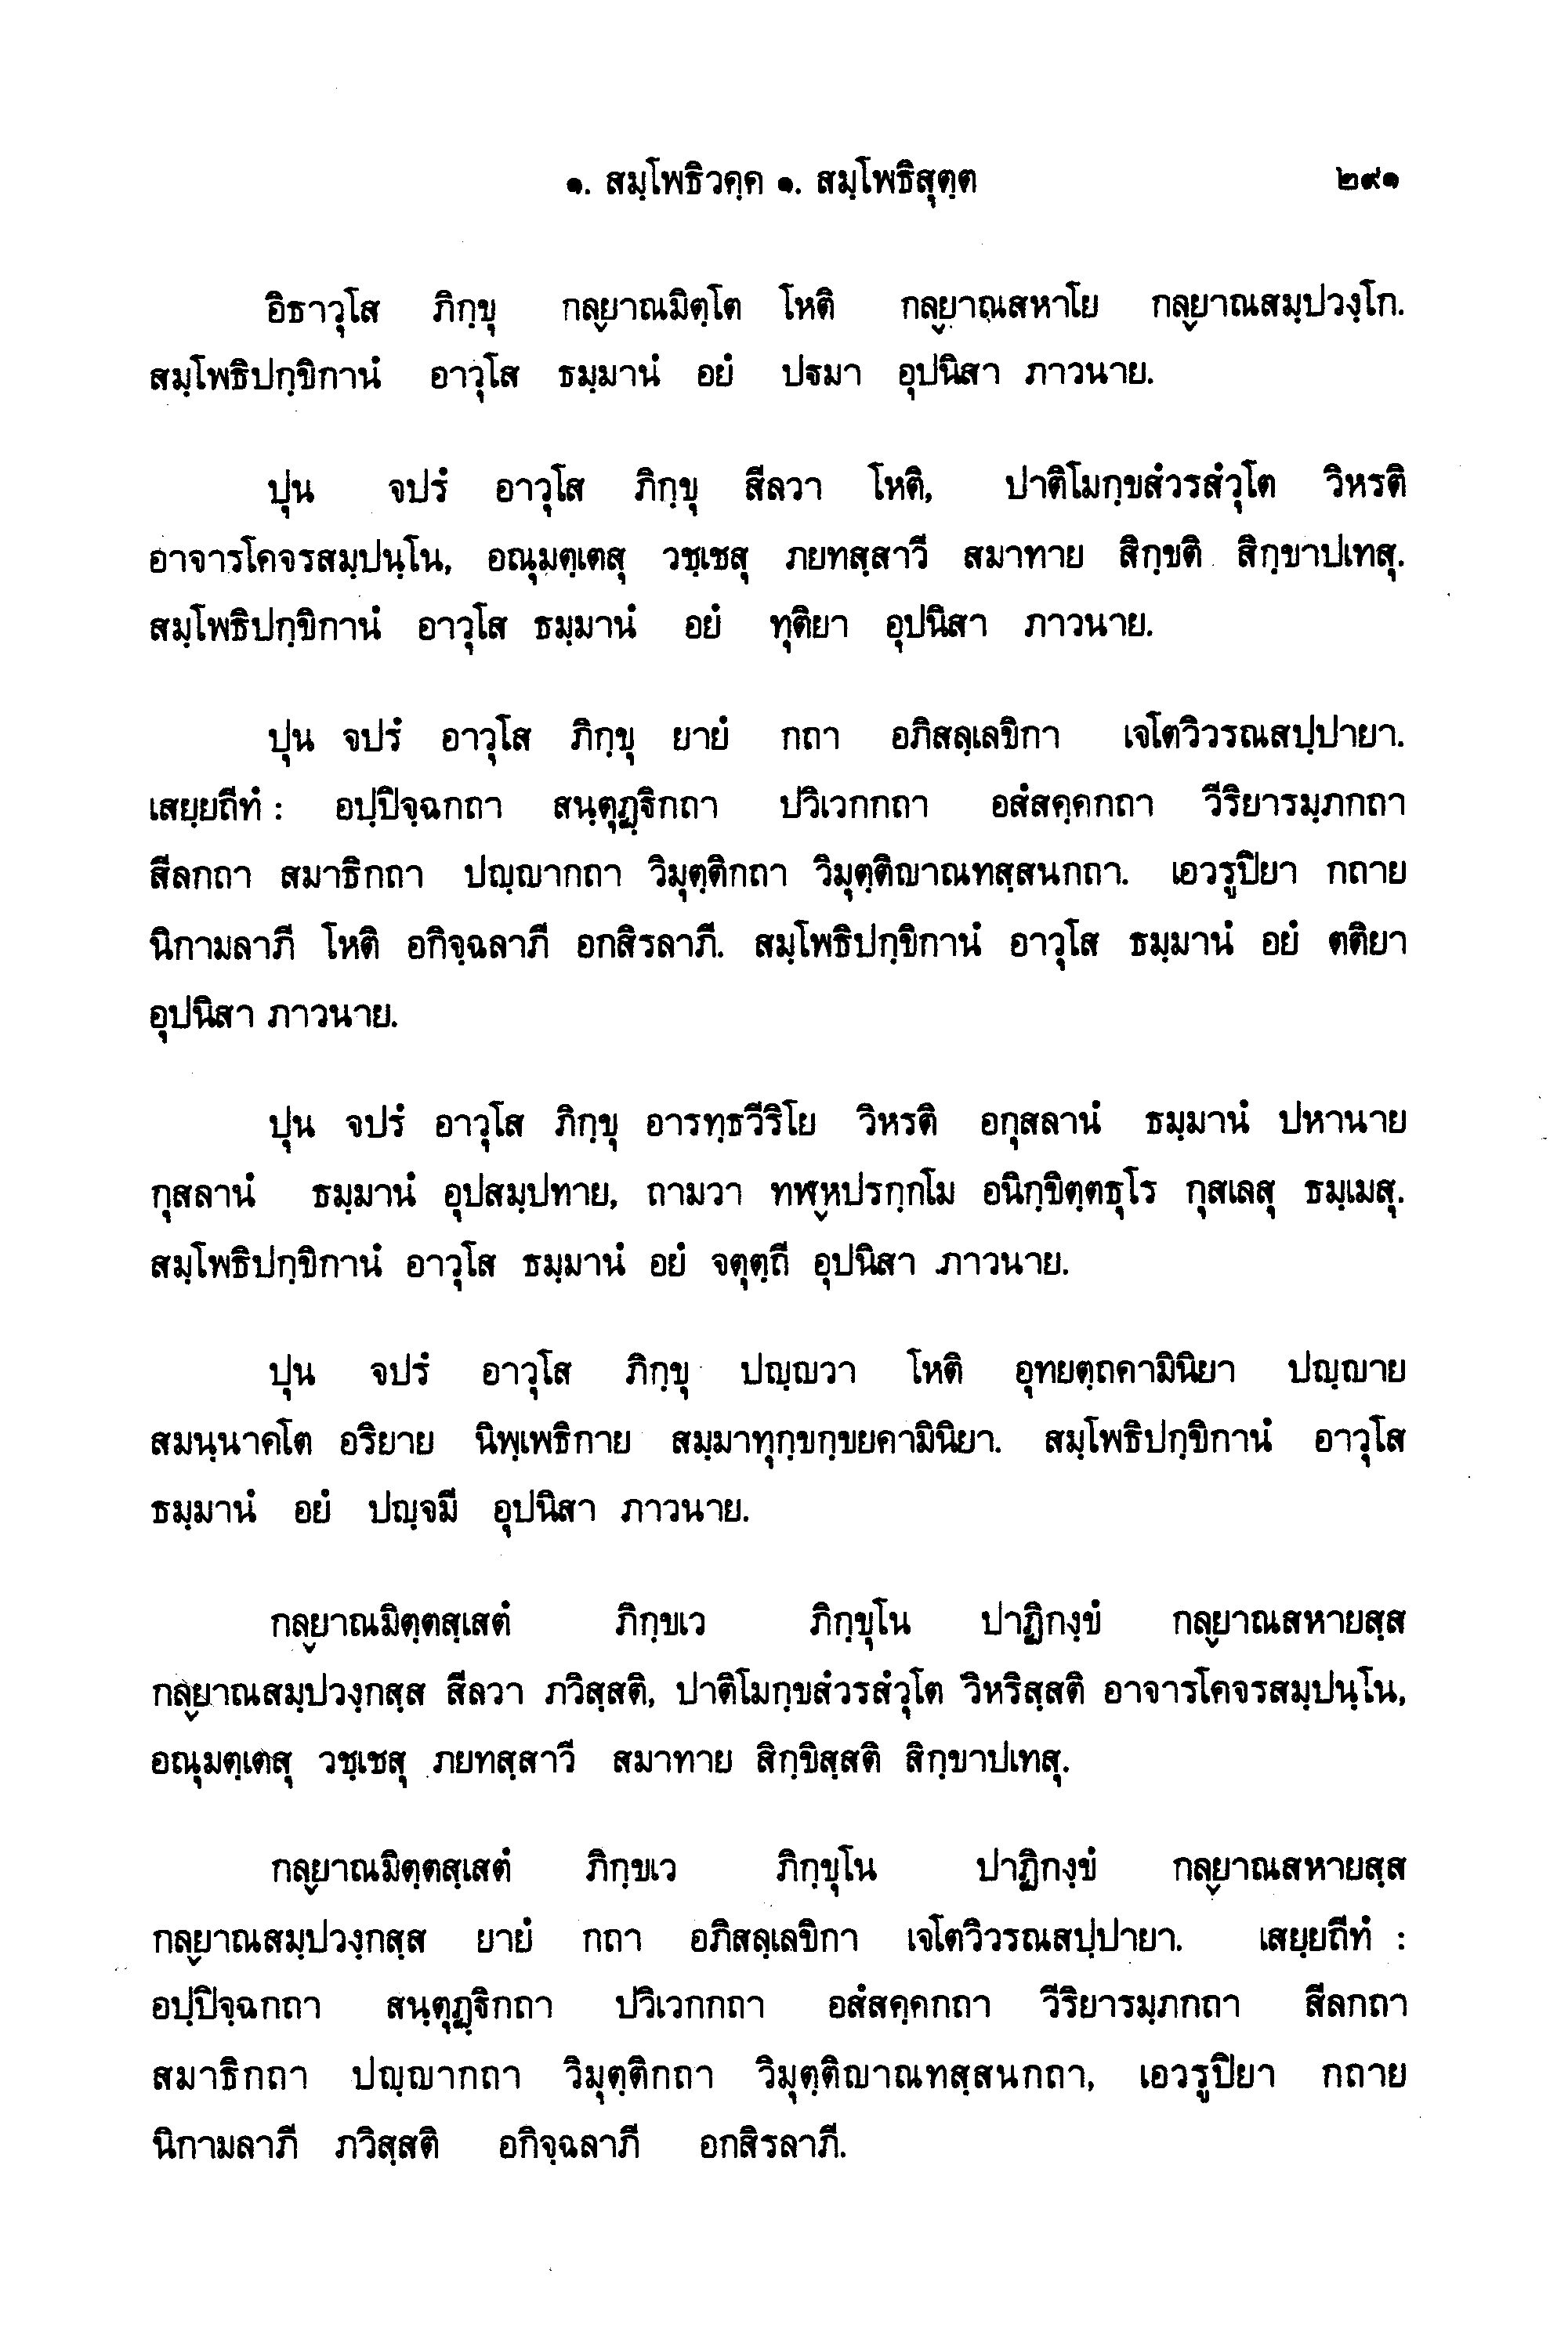 ๑. สมฺโพธิวคฺค ๑. สมฺโพธิสุตฺต ๒๙๑
อิธาวุโส ภิกฺขุ กลฺยาณมิตฺโต โหติ กลฺยาณสหาโย กลฺยาณสมฺปวงฺโก.
สมฺโพธิปกฺขิกานํ อาวุโส ธมฺมานํ อยํ ปฐมา อุปนิสา ภาวนาย.
ปุน จปรํ อาวุโส ภิกฺขุ สีลวา โหติ, ปาติโมกฺขสํวรสํวุโต วิหรติ
อาจารโคจรสมฺปนฺโน, อณุมตฺเตสุ วชฺเชสุ ภยทสฺสาวี สมาทาย สิกฺขติ สิกฺขาปเทสุ.
สมฺโพธิปกฺขิกานํ อาวุโส ธมฺมานํ อยํ ทุติยา อุปนิสา ภาวนาย.
ปุน จปรํ อาวุโส ภิกฺขุ ยายํ กถา อภิสลฺเลขิกา เจโตวิวรณสปฺปายา.
เสยฺยถีทํ : อปฺปิจฺฉกถา สนฺตุฏฺฐิกถา ปวิเวกกถา อสํสคฺคกถา วีริยารมฺภกถา
สีลกถา สมาธิกถา ปญฺญากถา วิมุตฺติกถา วิมุตฺติญาณทสฺสนกถา. เอวรูปิยา กถาย
นิกามลาภี โหติ อกิจฺฉลาภี อกสิรลาภี. สมฺโพธิปกฺขิกานํ อาวุโส ธมฺมานํ อยํ ตติยา
อุปนิสา ภาวนาย.
ปุน จปรํ อาวุโส ภิกฺขุ อารทฺธวีริโย วิหรติ อกุสลานํ ธมฺมานํ ปหานาย
กุสลานํ ธมฺมานํ อุปสมฺปทาย, ถามวา ทฬฺหปรกฺกโม อนิกฺขิตฺตธุโร กุสเลสุ ธมฺเมสุ.
สมฺโพธิปกฺขิกานํ อาวุโส ธมฺมานํ อยํ จตุตฺถี อุปนิสา ภาวนาย.
ปุน จปรํ อาวุโส ภิกฺขุ ปญฺญวา โหติ อุทยตฺถคามินิยา ปญฺญาย
สมนฺนาคโต อริยาย นิพฺเพธิกาย สมฺมาทุกฺขกฺขยคามินิยา. สมฺโพธิปกฺขิกานํ อาวุโส
ธมฺมานํ อยํ ปญฺจมี อุปนิสา ภาวนาย.
กลฺยาณมิตฺตสฺเสตํ ภิกฺขเว ภิกฺขุโน ปาฏิกงฺขํ กลฺยาณสหายสฺส
กลฺยาณสมฺปวงฺกสฺส สีลวา ภวิสฺสติ, ปาติโมกฺขสํวรสํวุโต วิหริสฺสติ อาจารโคจรสมฺปนฺโน,
อณุมตฺเตสุ วชฺเชสุ ภยทสฺสาวี สมาทาย สิกฺขิสฺสติ สิกฺขาปเทสุ.
กลฺยาณมิตฺตสฺเสตํ ภิกฺขเว ภิกฺขุโน ปาฏิกงฺขํ กลฺยาณสหายสฺส
กลฺยาณสมฺปวงฺกสฺส ยายํ กถา อภิสลฺเลขิกา เจโตวิวรณสปฺปายา. เสยฺยถีทํ :
อปฺปิจฺฉกถา สนฺตุฏฺฐิกถา ปวิเวกกถา อสํสคฺคกถา วีริยารมฺภกถา สีลกถา
สมาธิกถา ปญฺญากถา วิมุตฺติกถา วิมุตฺติญาณทสฺสนกถา, เอวรูปิยา กถาย
นิกามลาภี ภวิสฺสติ อกิจฺฉลาภี อกสิรลาภี.